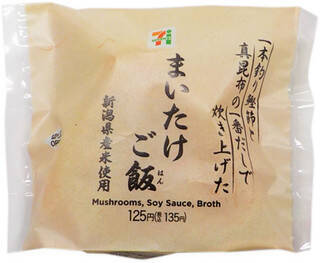 一本釣り鰹節と
真昆布の一番だしで
炊き上げた
まいたけ
ご飯
はん
新潟県産米使用
Mushrooms, Soy Sauce, Broth
125円(税込135円)